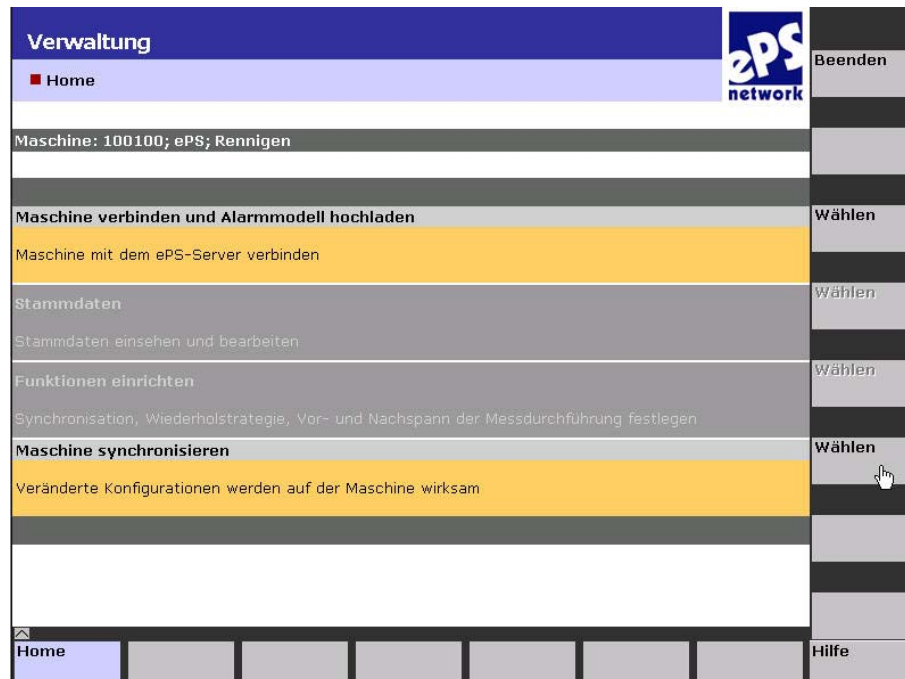 Verwaltung
ePS
network
Beenden
Home
Maschine: 100100; ePS; Rennigen
Maschine verbinden und Alarmmodell hochladen
Wählen
Maschine mit dem ePS-Server verbinden
Stammdaten
Wählen
Stammdaten einsehen und bearbeiten
Funktionen einrichten
Wählen
Synchronisation, Wiederholstrategie, Vor- und Nachspann der Messdurchführung festlegen
Maschine synchronisieren
Wählen
Veränderte Konfigurationen werden auf der Maschine wirksam
Home
Hilfe